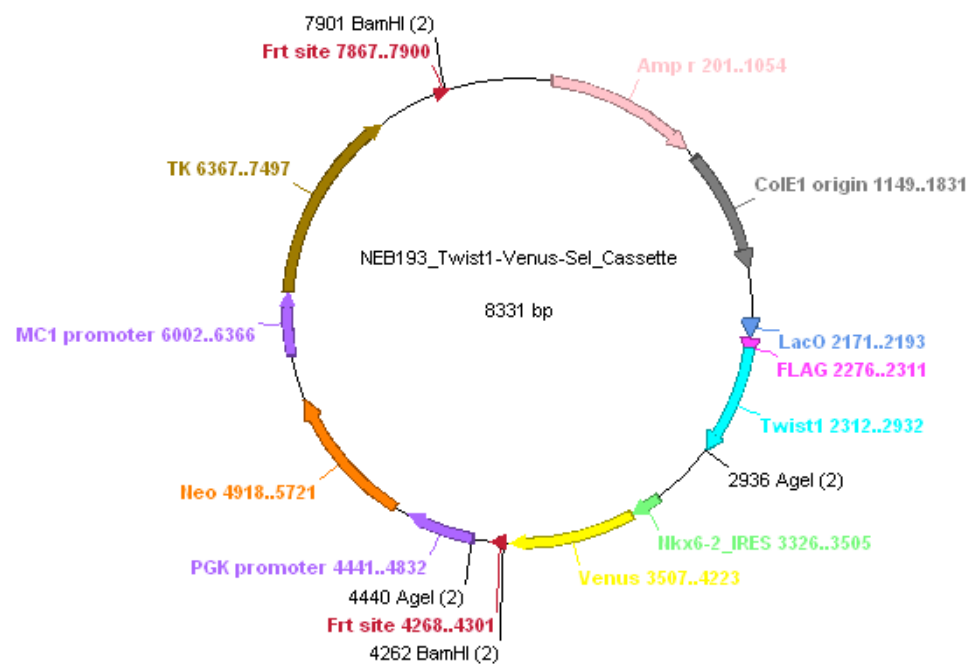 7901 BamHI (2)
Frt site 7867..7900
Amp r 201..1054
TK 6367..7497
ColE1 origin 1149..1831
NEB193_Twist1-Venus-Sel_Cassette
8331 bp
MC1 promoter 6002..6366
LacO 2171..2193
FLAG 2276..2311
Twist1 2312..2932
2936 AgeI (2)
Neo 4918..5721
Nkx6-2_IRES 3326..3505
PGK promoter 4441..4832
Venus 3507..4223
4440 AgeI (2)
Frt site 4268..4301
4262 BamHI (2)